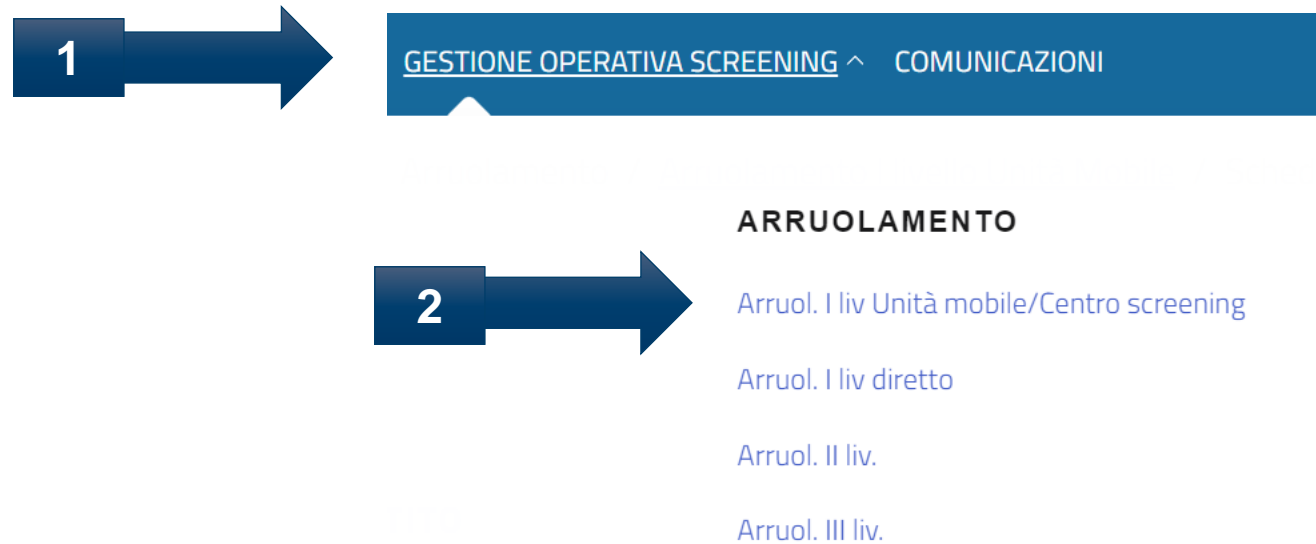 1
GESTIONE OPERATIVA SCREENING COMUNICAZIONI
ARRUOLAMENTO
2
Arruol. I liv Unità mobile/Centro screening
Arruol. I liv diretto
Arruol. II liv.
Arruol. III liv.